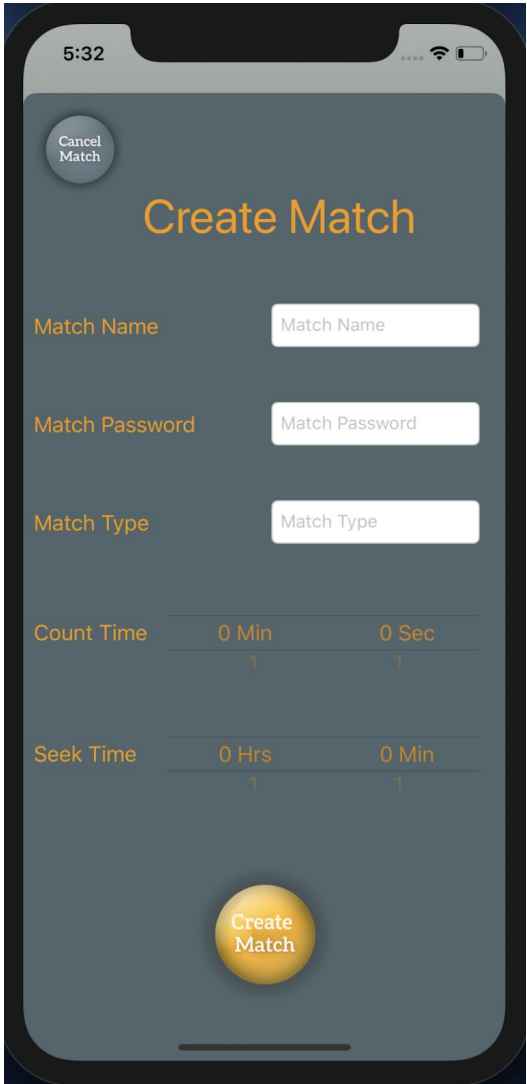 5:32
Cancel
Match
Create Match
Match Name Match Name
Match Password Match Password
Match Type Match Type
Count Time 0 Min 0 Sec
1 1
Seek Time 0 Hrs 0 Min
1 1
Create
Match